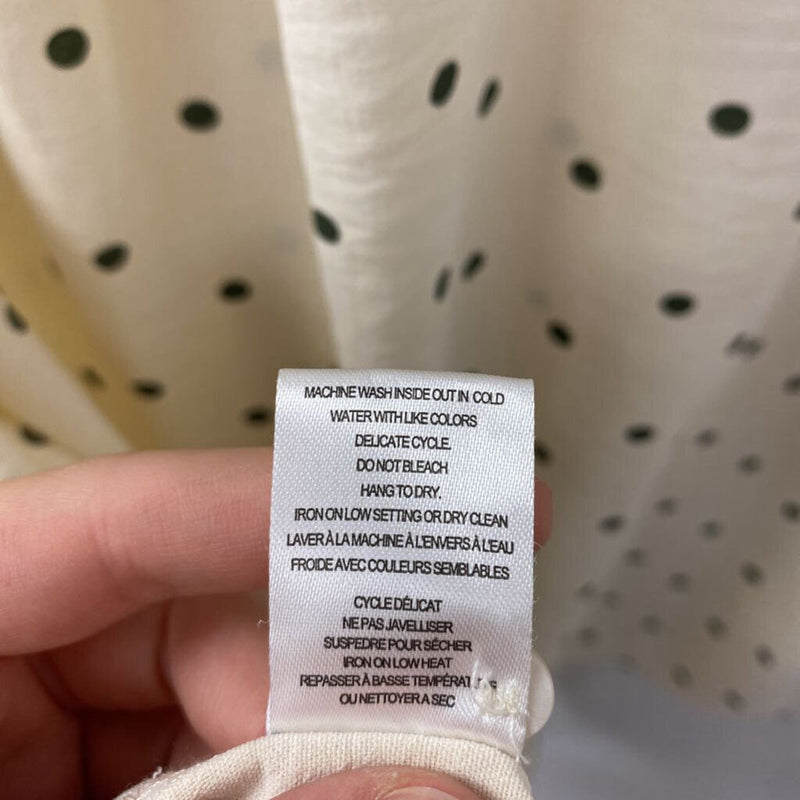 MACHINE WASH INSIDE OUT IN COLD
WATER WITH LIKE COLORS
DELICATE CYCLE.
DO NOT BLEACH
HANG TO DRY.
IRON ON LOW SETTING OR DRY CLEAN
LAVER À LA MACHINE À L'ENVERS À L'EAU
FROIDE AVEC COULEURS SEMBLABLES
CYCLE DÉLICAT
NE PAS JAVELLISER
SUSPEDRE POUR SÉCHER
IRON ON LOW HEAT
REPASSER À BASSE
OU NETTOYER A SEC